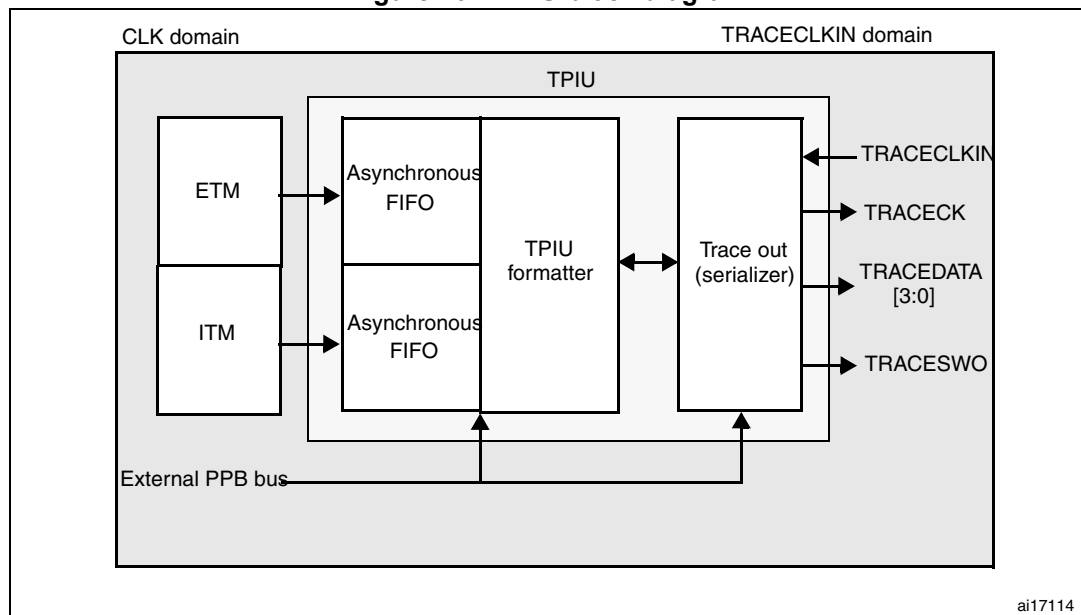 CLK domain
TRACECLKIN domain
TPIU
ETM
Asynchronous
FIFO
TPIU
formatter
Trace out
(serializer)
TRACECLKIN
TRACECK
TRACEDATA
[3:0]
TRACESWO
ITM
Asynchronous
FIFO
External PPB bus
ai17114